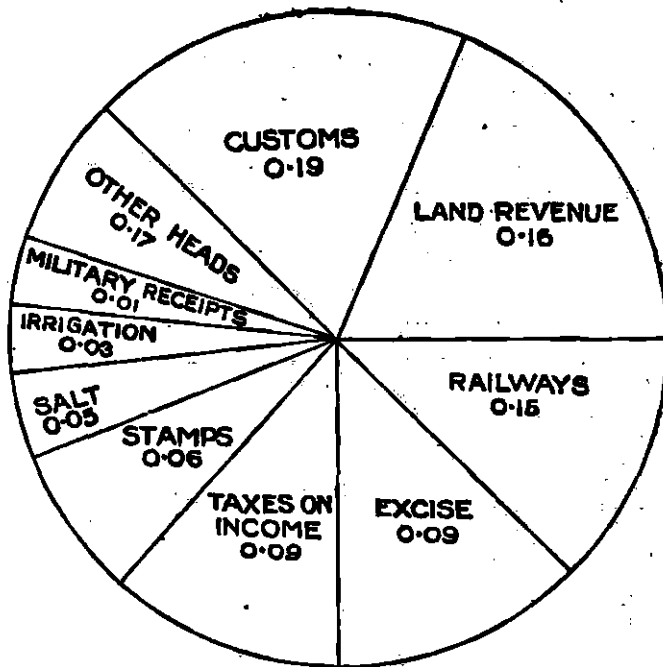 CUSTOMS
0·19
LAND REVENUE
0·16
RAILWAYS
0·15
EXCISE
0·09
TAXES ON
INCOME
0·09
STAMPS
0·06
SALT
0·05
IRRIGATION
0·03
MILITARY RECEIPTS
0·01
OTHER HEADS
0·17